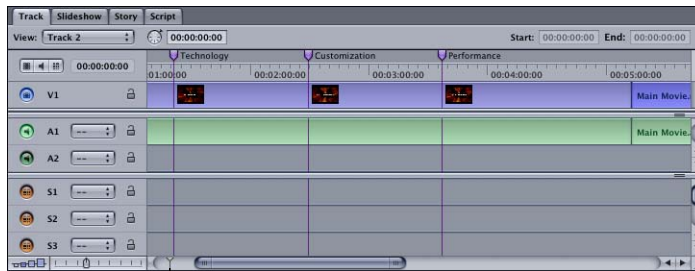 Track Slideshow Story Script
View: Track 2 00:00:00:00 Start: 00:00:00:00 End: 00:00:00:00
Technology Customization Performance
00:00:00:00
01:00:00 00:02:00:00 00:03:00:00 00:04:00:00 00:05:00:00
V1 Main Movie.
A1 -- Main Movie.
A2 --
S1 --
S2 --
S3 --